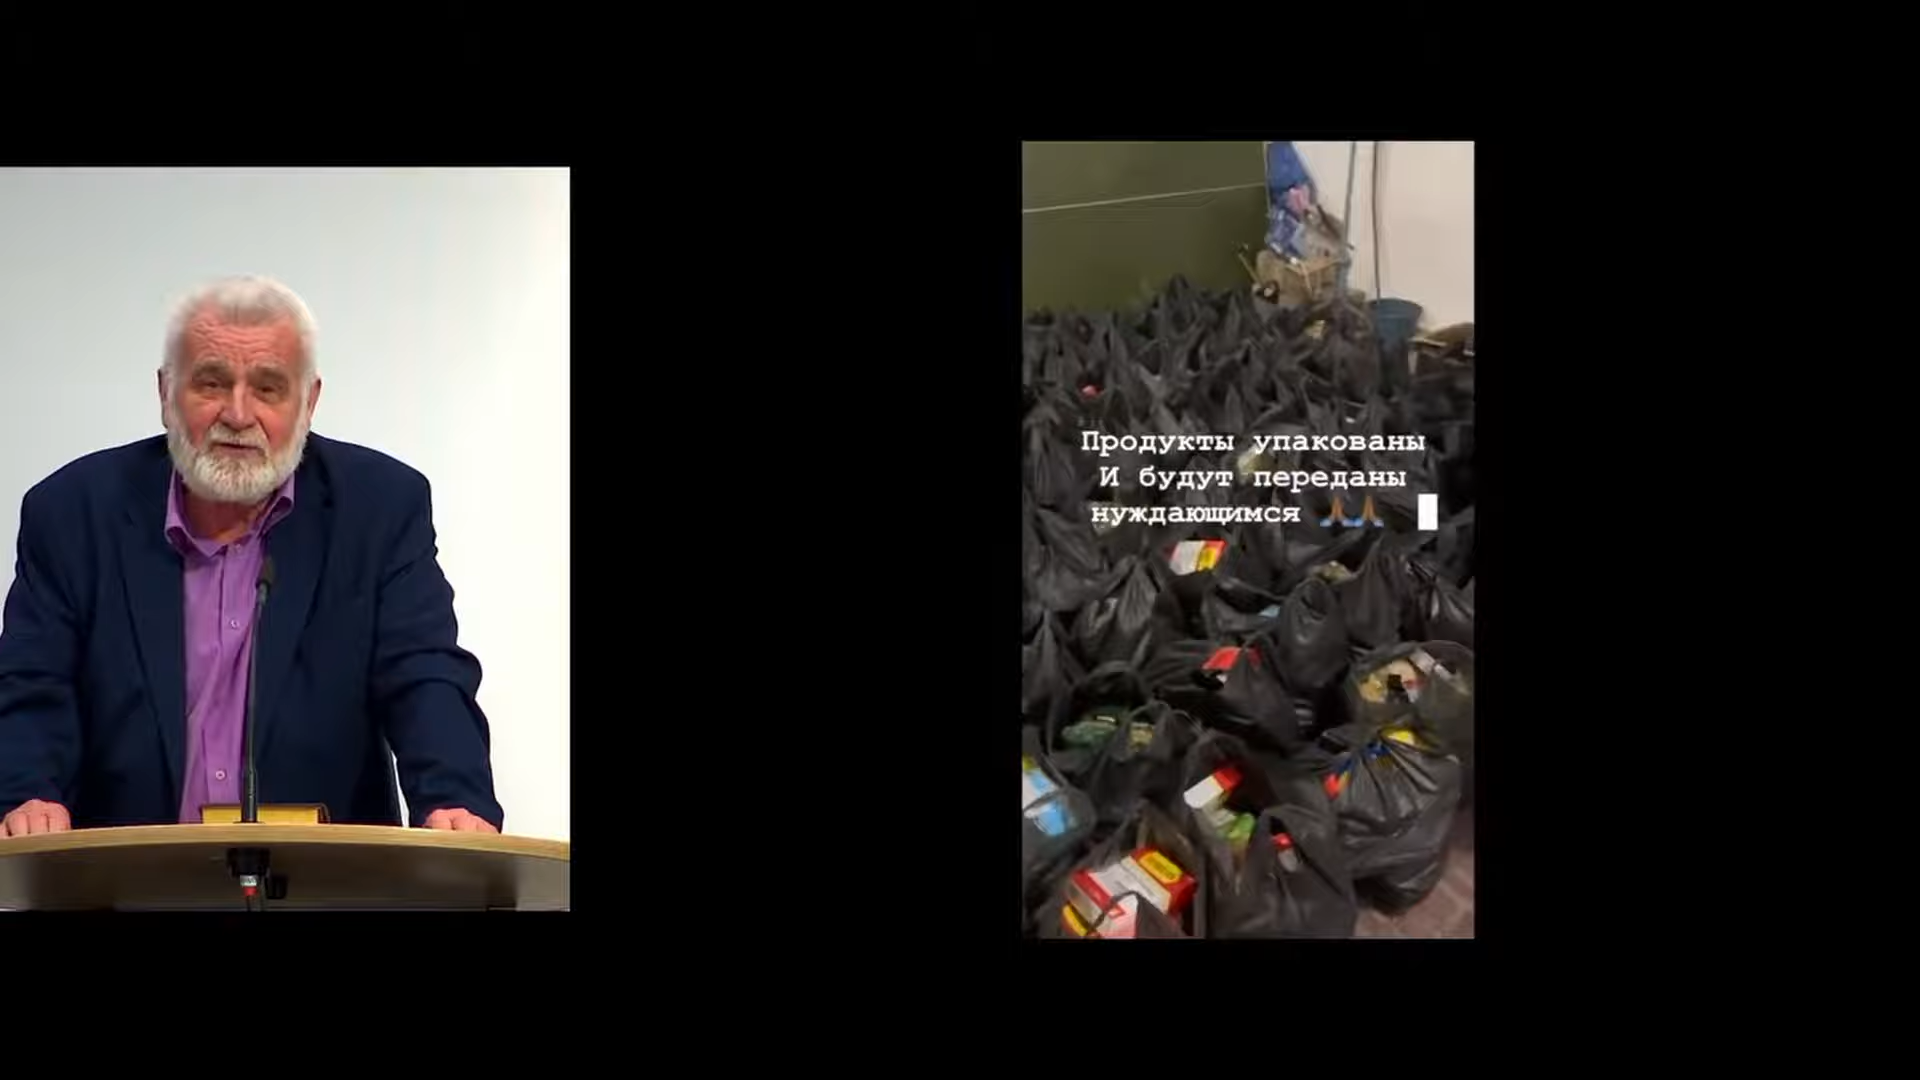 Продукты упакованы
И будут переданы
нуждающимся 🙏🏾🙏🏾